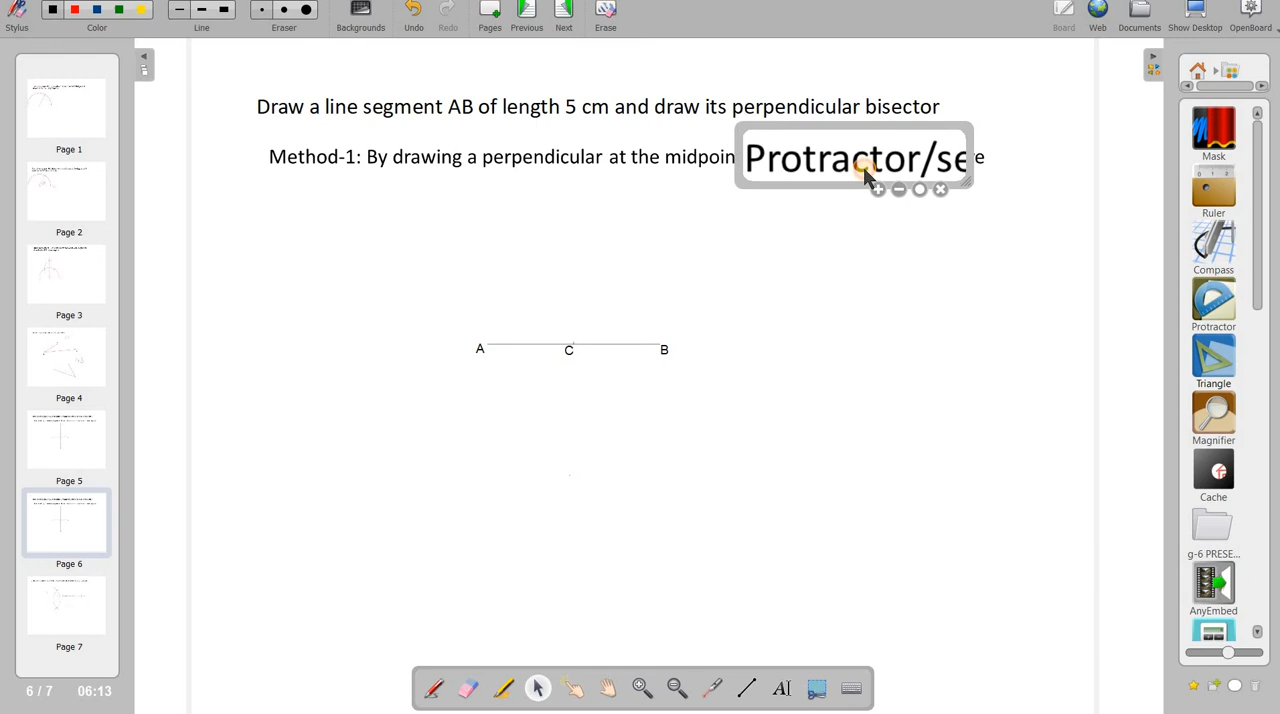 Stylus
Color
Line
Eraser
Backgrounds
Undo
Redo
Pages
Previous
Next
Erase
Board
Web
Documents
Show Desktop
OpenBoard
Page 1
Page 2
Page 3
Page 4
Page 5
Page 6
Page 7
6 / 7 06:13
Draw a line segment AB of length 5 cm and draw its perpendicular bisector
Method-1: By drawing a perpendicular at the midpoin
Protractor/se
re
A
C
B
Mask
Ruler
Compass
Protractor
Triangle
Magnifier
Cache
g-6 PRESE...
AnyEmbed